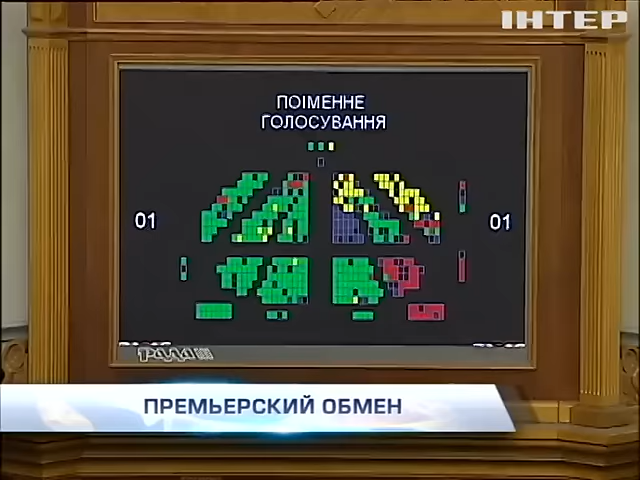 ІНТЕР
ПОІМЕННЕ
ГОЛОСУВАННЯ
01
01
РАДА
ПРЕМЬЕРСКИЙ ОБМЕН